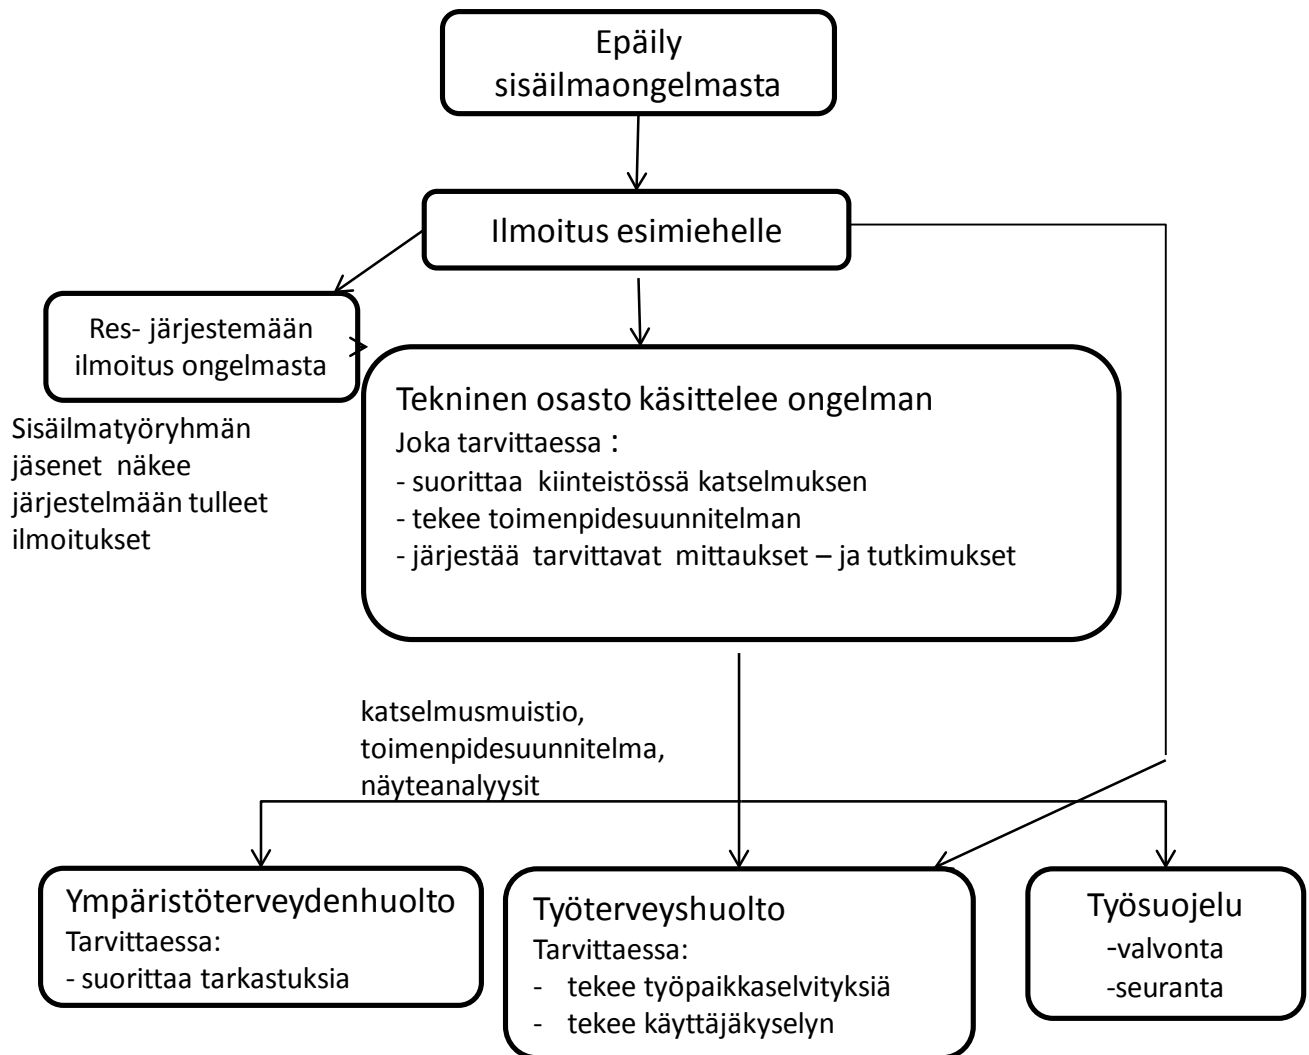 Epäily
sisäilmaongelmasta
Ilmoitus esimiehelle
Res- järjestemään
ilmoitus ongelmasta
Sisäilmatyöryhmän
jäsenet näkee
järjestelmään tulleet
ilmoitukset
Tekninen osasto käsittelee ongelman
Joka tarvittaessa :
- suorittaa kiinteistössä katselmuksen
- tekee toimenpidesuunnitelman
- järjestää tarvittavat mittaukset – ja tutkimukset
katselmusmuistio,
toimenpidesuunnitelma,
näyteanalyysit
Ympäristöterveydenhuolto
Tarvittaessa:
- suorittaa tarkastuksia
Työterveyshuolto
Tarvittaessa:
- tekee työpaikkaselvityksiä
- tekee käyttäjäkyselyn
Työsuojelu
-valvonta
-seuranta